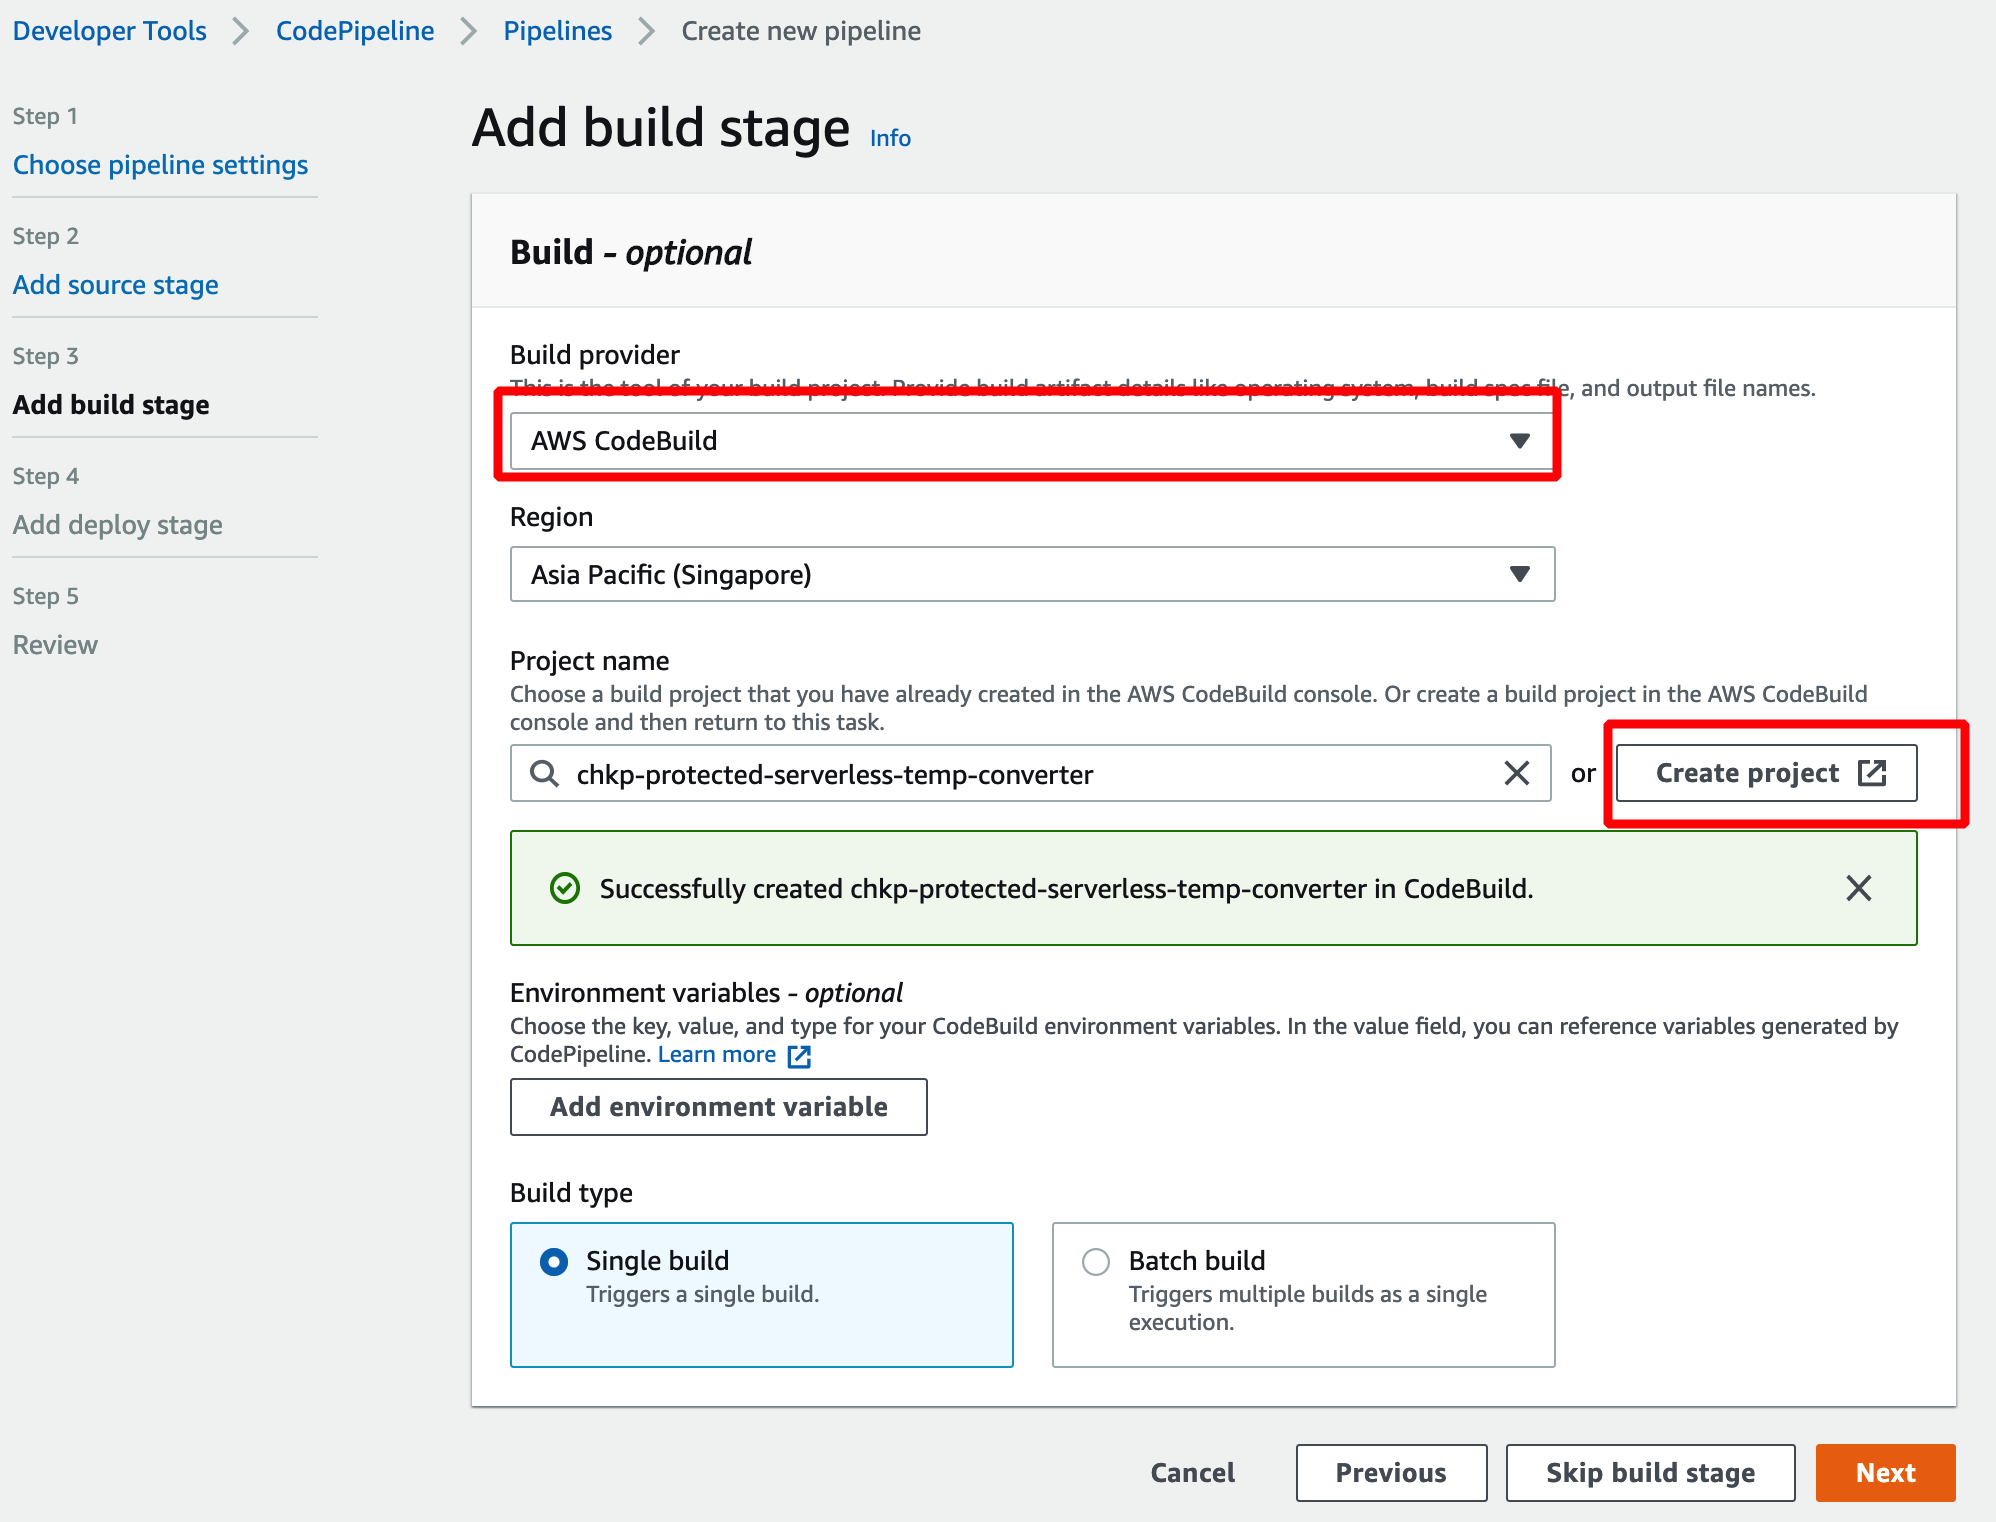 Developer Tools > CodePipeline > Pipelines > Create new pipeline
Step 1
Choose pipeline settings
Step 2
Add source stage
Step 3
Add build stage
Step 4
Add deploy stage
Step 5
Review
Add build stage Info
Build - optional
Build provider
This is the tool of your build project. Provide build artifact details like operating system, build spec file, and output file names.
AWS CodeBuild
Region
Asia Pacific (Singapore)
Project name
Choose a build project that you have already created in the AWS CodeBuild console. Or create a build project in the AWS CodeBuild
console and then return to this task.
chkp-protected-serverless-temp-converter or Create project
Successfully created chkp-protected-serverless-temp-converter in CodeBuild.
Environment variables - optional
Choose the key, value, and type for your CodeBuild environment variables. In the value field, you can reference variables generated by
CodePipeline. Learn more
Add environment variable
Build type
Single build
Triggers a single build.
Batch build
Triggers multiple builds as a single
execution.
Cancel Previous Skip build stage Next